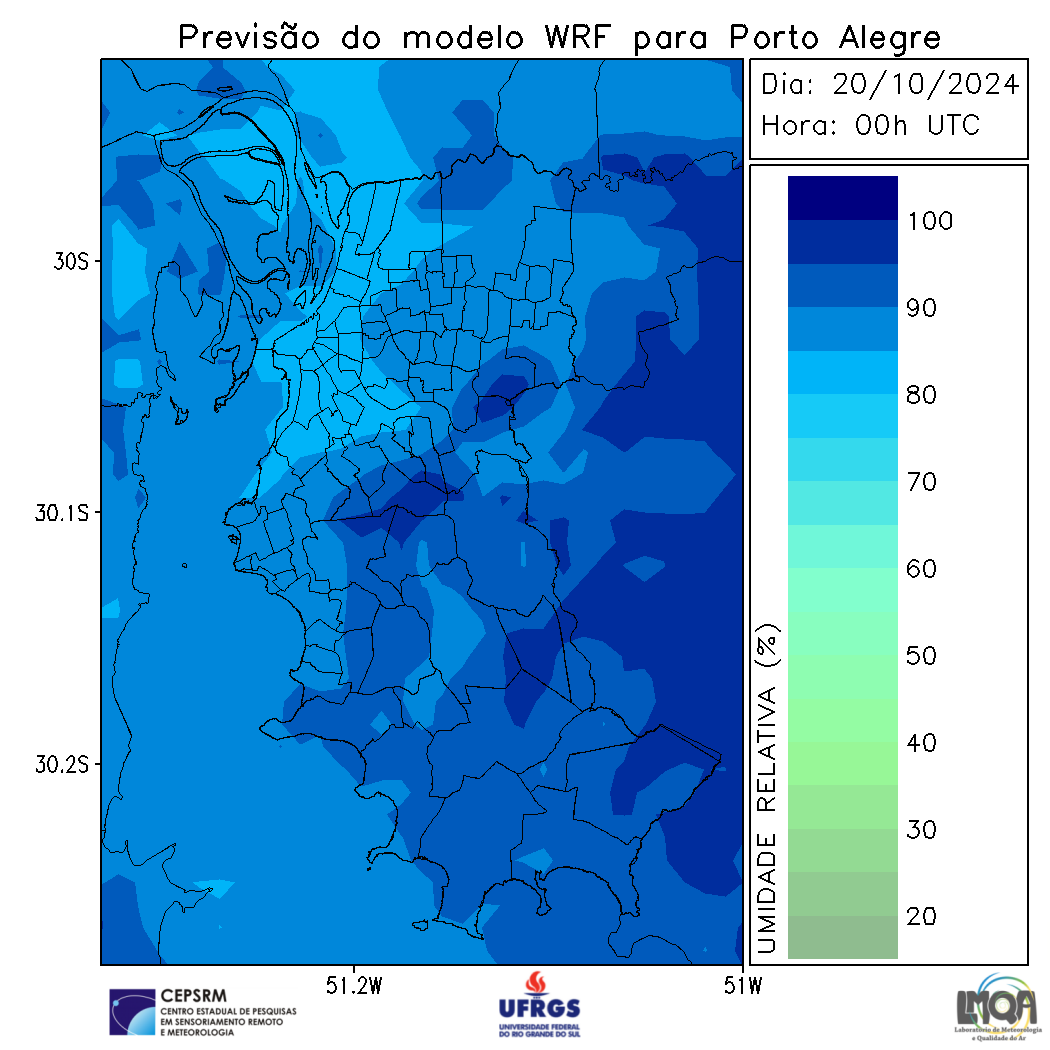 Previsão do modelo WRF para Porto Alegre
Dia: 20/10/2024
Hora: 00h UTC
30S
30.1S
30.2S
51.2W
51W
100
90
80
70
60
50
40
30
20
UMIDADE RELATIVA (%)
CEPSRM
CENTRO ESTADUAL DE PESQUISAS
EM SENSORIAMENTO REMOTO
E METEOROLOGIA
UFRGS
UNIVERSIDADE FEDERAL
DO RIO GRANDE DO SUL
LMQA
Laboratório de Meteorologia
e Qualidade do Ar